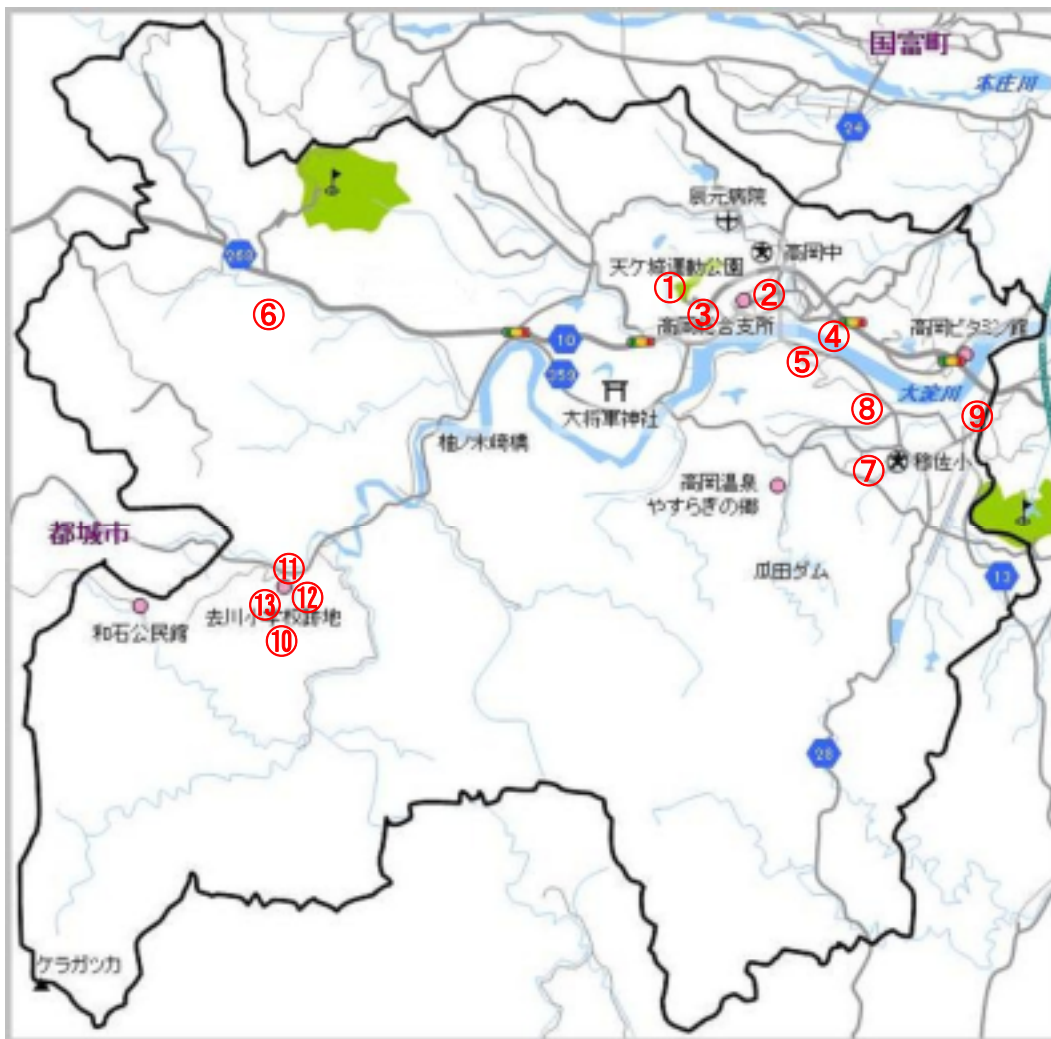 国富町
本庄川
24
辰元病院
高岡中
天ケ城運動公園
268
①
②
③
高岡総合支所
⑥
④
高岡ビタミン館
10
⑤
359
大淀川
大将軍神社
⑧
⑨
柚ノ木崎橋
⑦
穆佐小
高岡温泉
やすらぎの郷
都城市
⑪
瓜田ダム
13
⑫
⑬
去川小学校跡地
和石公民館
⑩
28
ケラガツカ